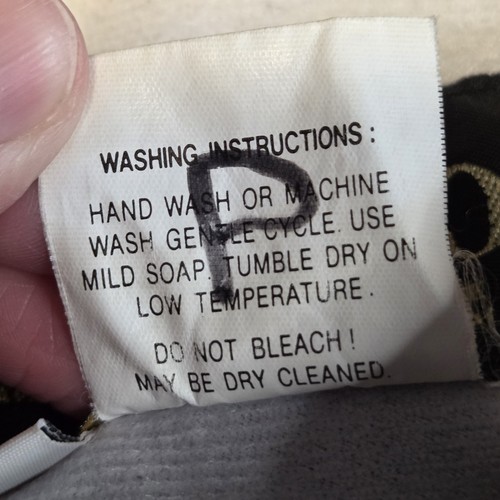 WASHING INSTRUCTIONS :
HAND WASH OR MACHINE
WASH GENTLE CYCLE. USE
MILD SOAP. TUMBLE DRY ON
LOW TEMPERATURE.
DO NOT BLEACH !
MAY BE DRY CLEANED.
P